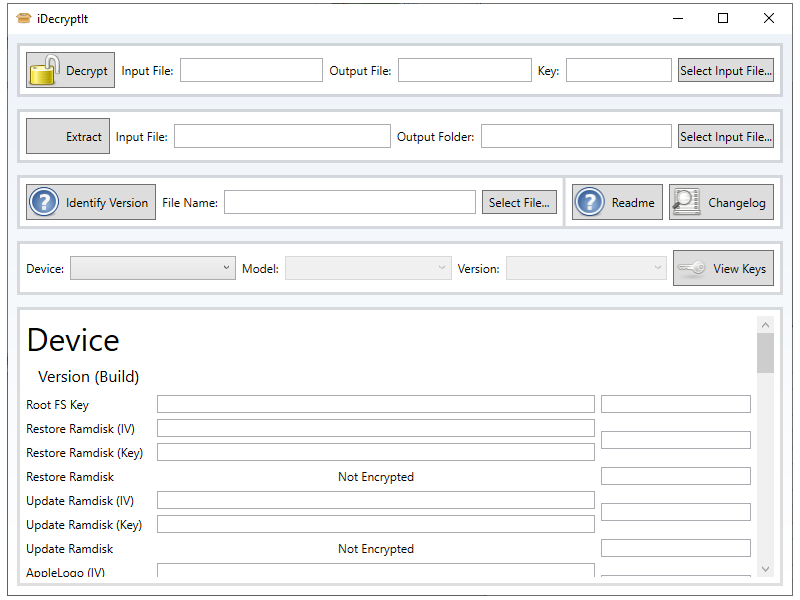 iDecryptIt
Decrypt Input File: Output File: Key: Select Input File...
Extract Input File: Output Folder: Select Input File...
Identify Version File Name: Select File... Readme Changelog
Device: Model: Version: View Keys
Device
Version (Build)
Root FS Key
Restore Ramdisk (IV)
Restore Ramdisk (Key)
Restore Ramdisk Not Encrypted
Update Ramdisk (IV)
Update Ramdisk (Key)
Update Ramdisk Not Encrypted
AppleLogo (IV)